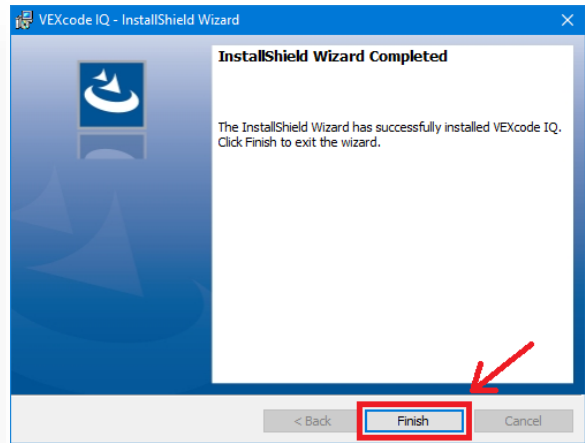 VEXcode IQ - InstallShield Wizard
InstallShield Wizard Completed
The InstallShield Wizard has successfully installed VEXcode IQ.
Click Finish to exit the wizard.
< Back
Finish
Cancel